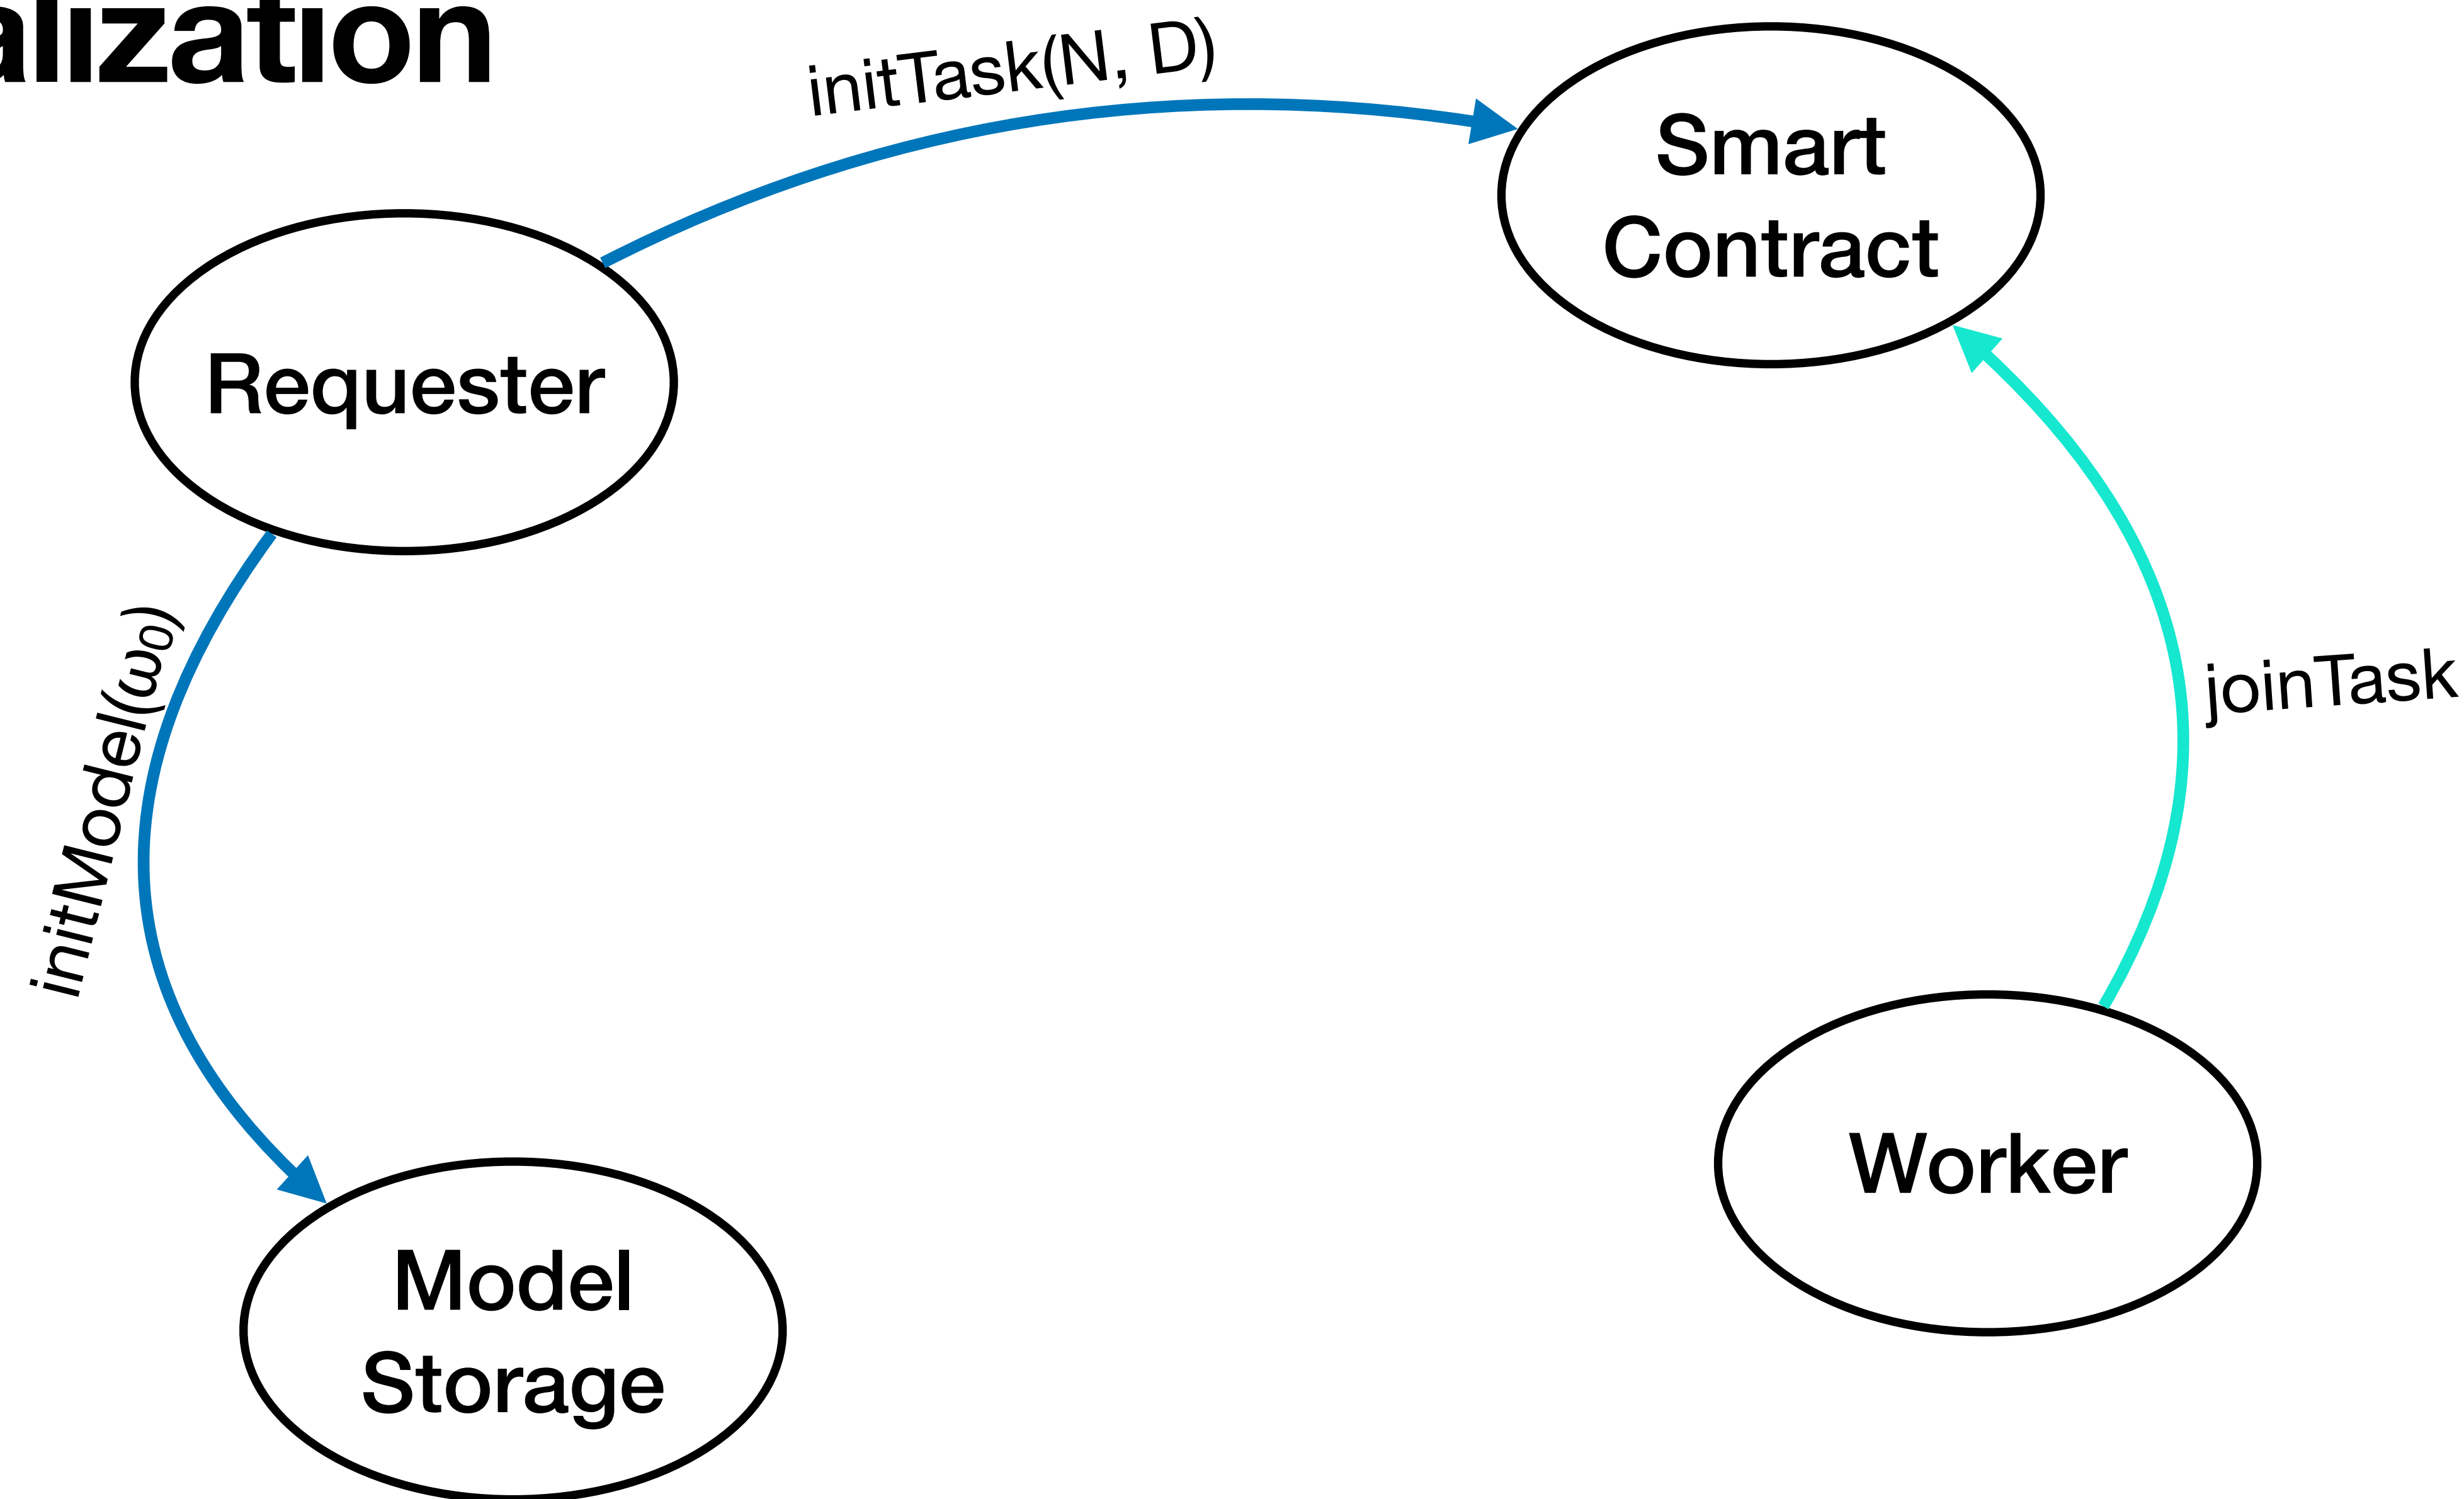 alization
initTask(N, D)
Smart
Contract
Requester
initModel(ω₀)
joinTask
Worker
Model
Storage